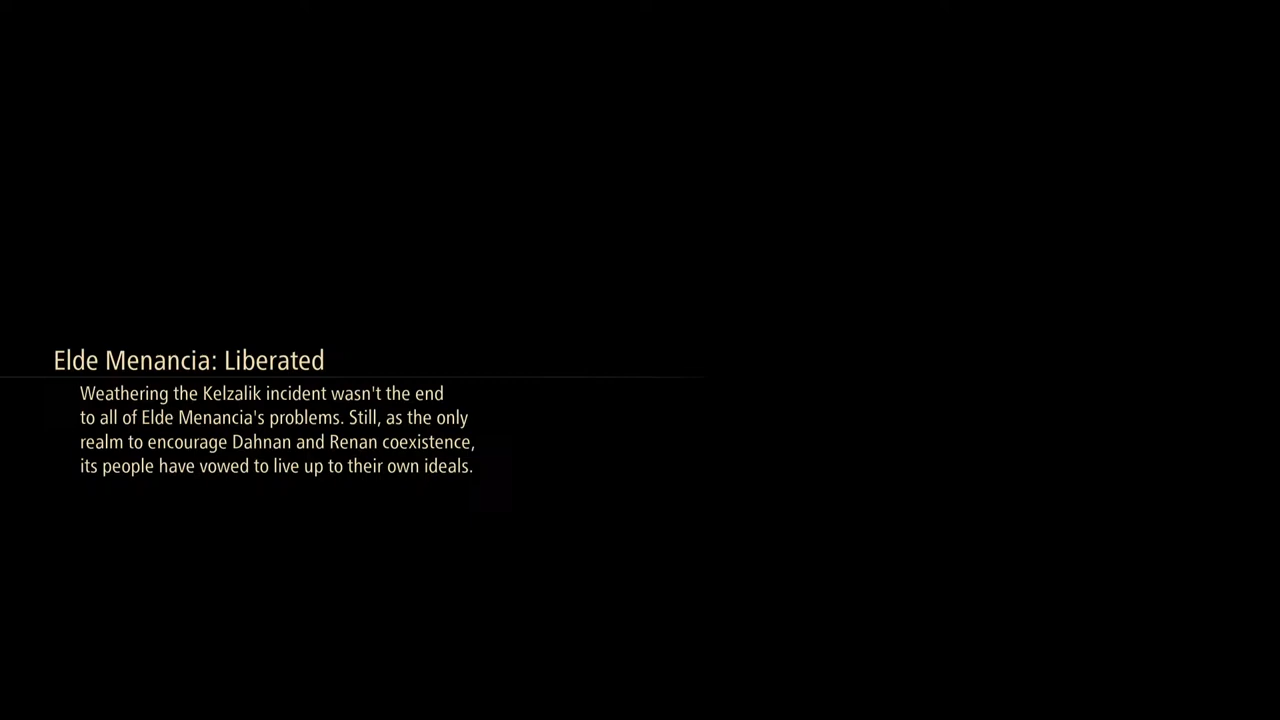 Elde Menancia: Liberated
Weathering the Kelzalik incident wasn't the end
to all of Elde Menancia's problems. Still, as the only
realm to encourage Dahnan and Renan coexistence,
its people have vowed to live up to their own ideals.